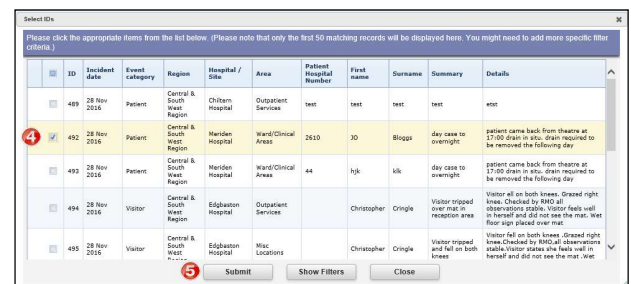 Select IDs
Please click the appropriate items from the list below. (Please note that only the first 50 matching records will be displayed here. You might need to add more specific filter
criteria.)
ID Incident date Event category Region Hospital / Site Area Patient Hospital Number First name Surname Summary Details
489 28 Nov 2016 Patient Central & South West Region Chiltern Hospital Outpatient Services test test test test etst
4 492 28 Nov 2016 Patient Central & South West Region Meriden Hospital Ward/Clinical Areas 2610 JD Bloggs day case to overnight patient came back from theatre at 17:00 drain in situ. drain required to be removed the following day
493 28 Nov 2016 Patient Central & South West Region Meriden Hospital Ward/Clinical Areas 44 hjk klk day case to overnight patient came back from theatre at 17:00 drain in situ. drain required to be removed the following day
494 28 Nov 2016 Visitor Central & South West Region Edgbaston Hospital Outpatient Services Christopher Cringle Visitor tripped over mat in reception area Visitor ell on both knees. Grazed right knee. Checked by RMO all observations stable. Visitor feels well in herself and did not see the mat. Wet floor sign placed over mat
495 28 Nov 2016 Visitor Central & South West Region Edgbaston Hospital Misc Locations Christopher Cringle Visitor tripped and fell on both knees Visitor fell on both knees .Grazed right knee.Checked by RMO,all observations stable.Visitor states she feels well in herself and did not see the mat .Wet
5 Submit Show Filters Close